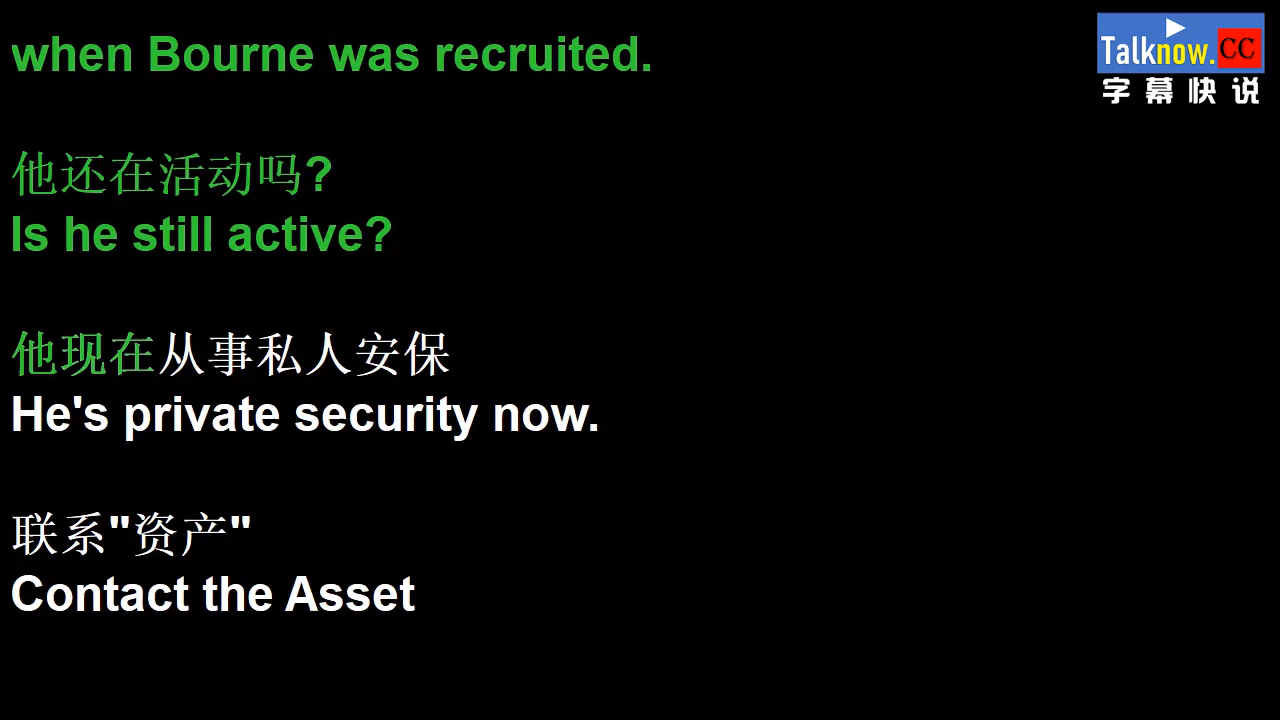 when Bourne was recruited.
他还在活动吗?
Is he still active?
他现在从事私人安保
He's private security now.
联系"资产"
Contact the Asset
Talknow.CC
字幕快说